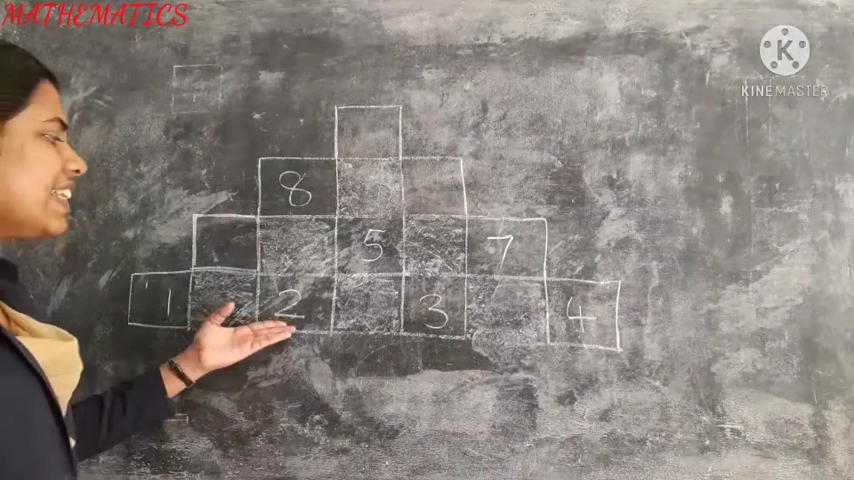 MATHEMATICS
K
KINEMASTER
8
5 7
1 2 3 4